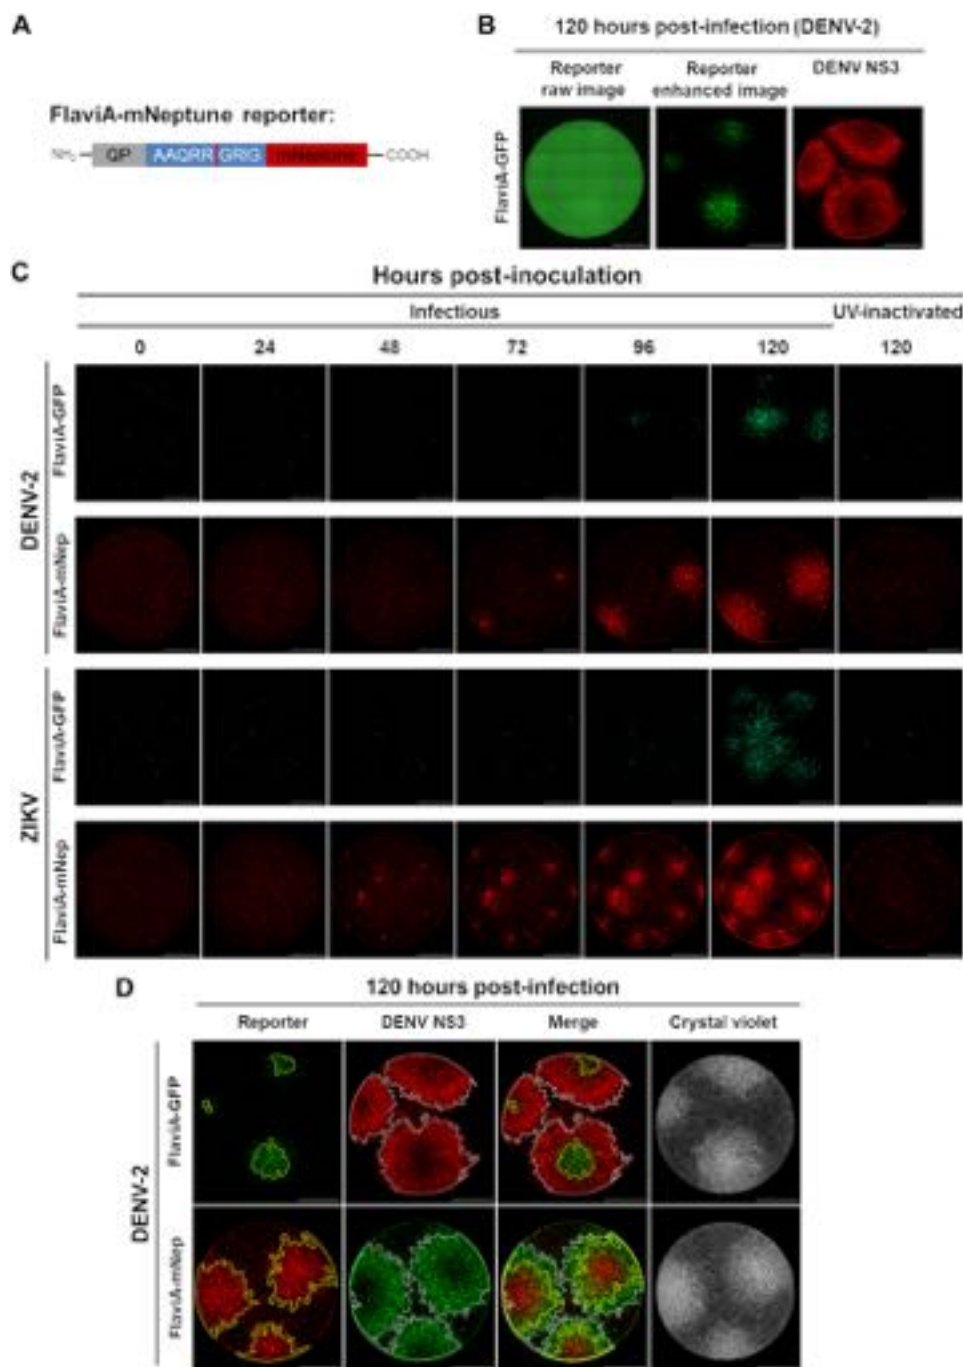 A
FlaviA-mNeptune reporter:
NH₂ QP AAQRR GRIG mNeptune COOH
B
120 hours post-infection (DENV-2)
Reporter raw image
Reporter enhanced image
DENV NS3
FlaviA-GFP
C
Hours post-inoculation
Infectious
UV-inactivated
0 24 48 72 96 120 120
DENV-2
FlaviA-GFP
FlaviA-mNep
ZIKV
FlaviA-GFP
FlaviA-mNep
D
120 hours post-infection
Reporter DENV NS3 Merge Crystal violet
DENV-2
FlaviA-GFP
FlaviA-mNep